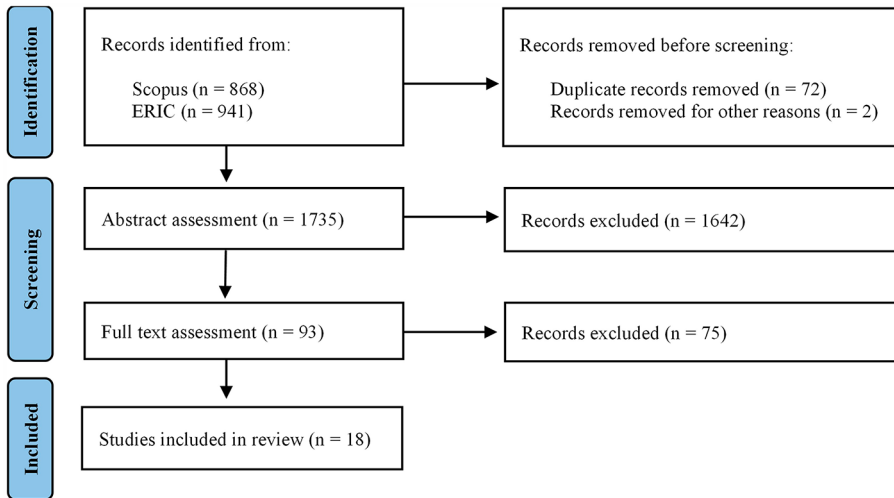 Identification
Records identified from:
Scopus (n = 868)
ERIC (n = 941)
Records removed before screening:
Duplicate records removed (n = 72)
Records removed for other reasons (n = 2)
Screening
Abstract assessment (n = 1735)
Records excluded (n = 1642)
Full text assessment (n = 93)
Records excluded (n = 75)
Included
Studies included in review (n = 18)